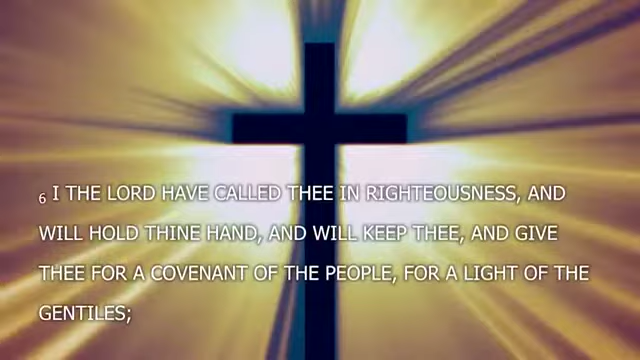 6 I THE LORD HAVE CALLED THEE IN RIGHTEOUSNESS, AND
WILL HOLD THINE HAND, AND WILL KEEP THEE, AND GIVE
THEE FOR A COVENANT OF THE PEOPLE, FOR A LIGHT OF THE
GENTILES;